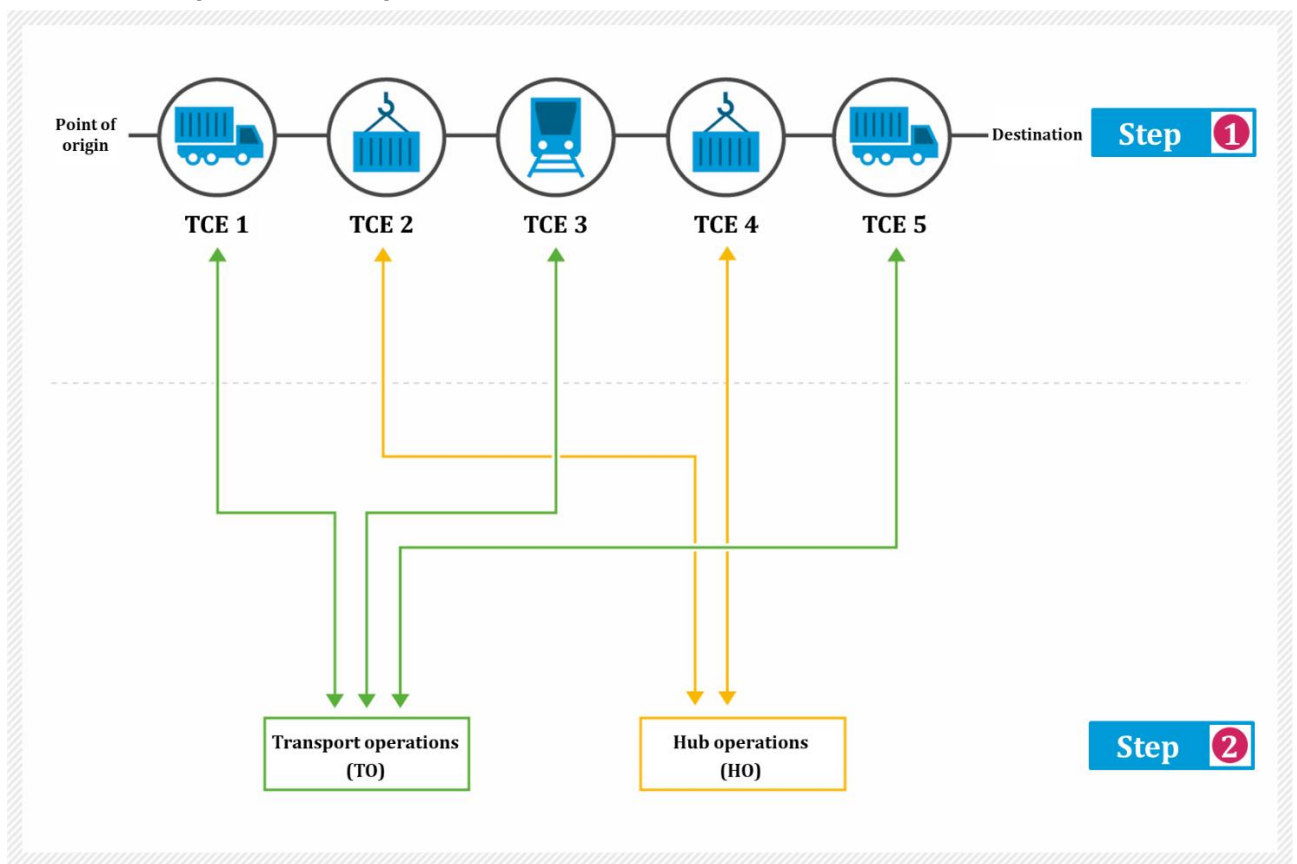 Point of
origin
Destination
Step 1
TCE 1
TCE 2
TCE 3
TCE 4
TCE 5
Transport operations
(TO)
Hub operations
(HO)
Step 2